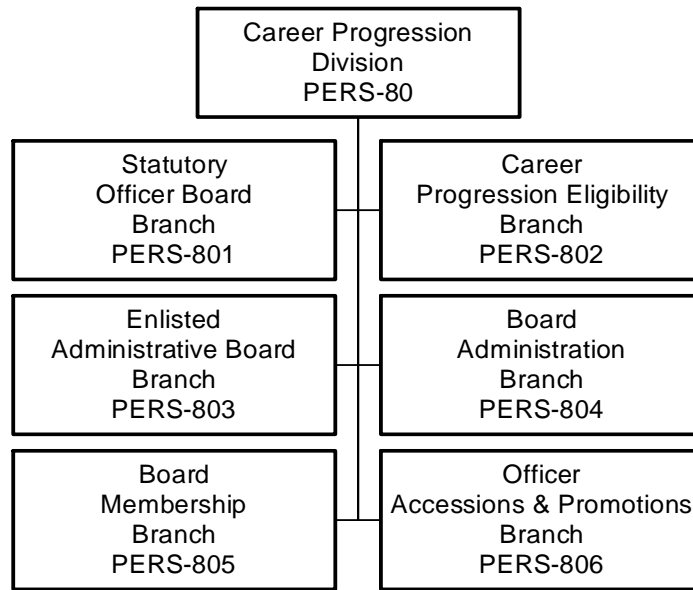 Career Progression
Division
PERS-80
Statutory
Officer Board
Branch
PERS-801
Career
Progression Eligibility
Branch
PERS-802
Enlisted
Administrative Board
Branch
PERS-803
Board
Administration
Branch
PERS-804
Board
Membership
Branch
PERS-805
Officer
Accessions & Promotions
Branch
PERS-806